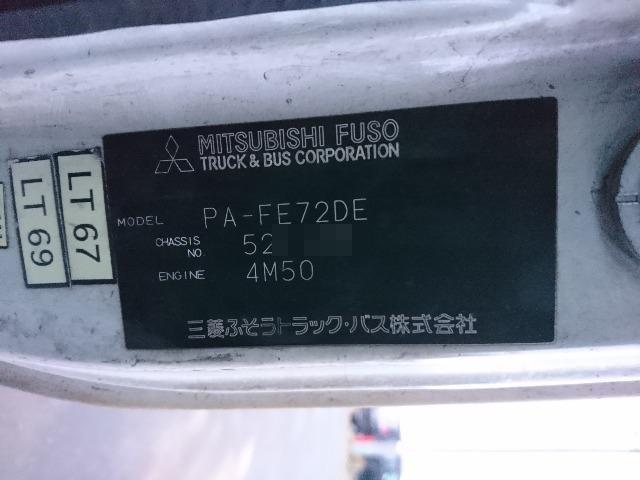 MITSUBISHI FUSO
TRUCK & BUS CORPORATION
MODEL PA-FE72DE
CHASSIS NO. 52
ENGINE 4M50
三菱ふそうトラック・バス株式会社
LT 69
LT 67